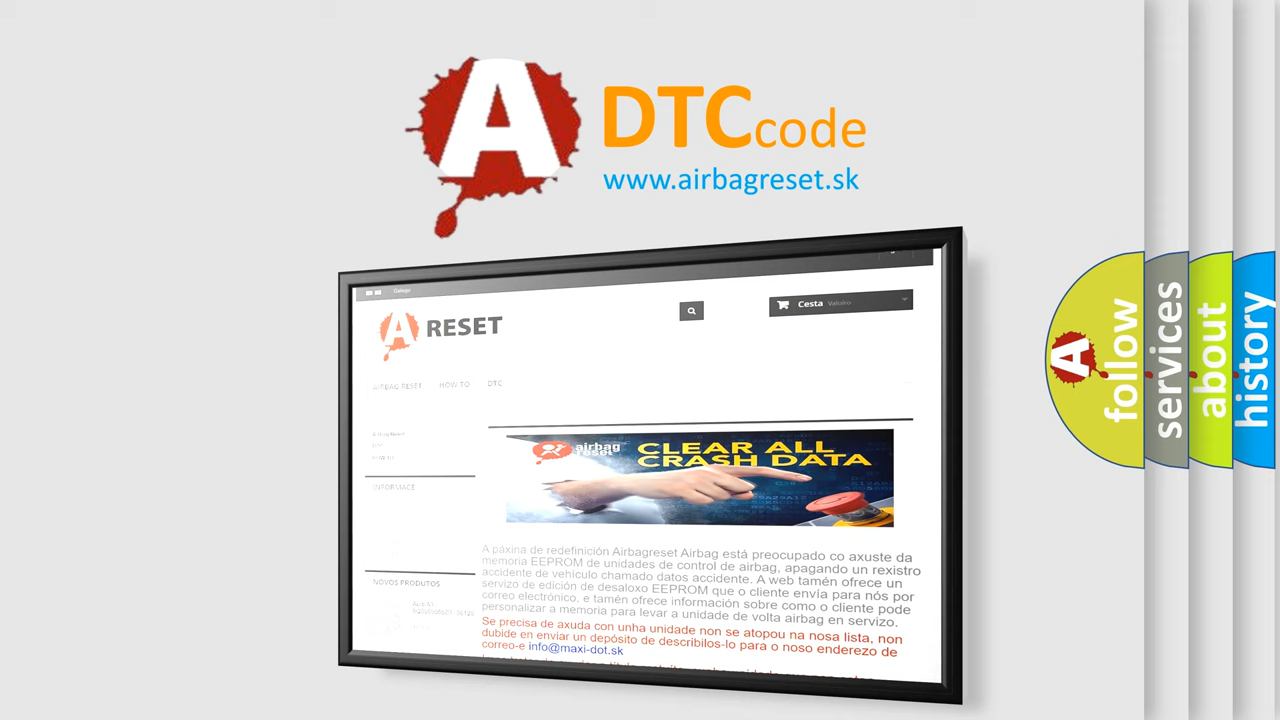 A
DTCcode
www.airbagreset.sk
Galego
A RESET
Cesta Valeiro
AIRBAG RESET HOW TO DTC
INFORMACE
airbag
reset
CLEAR ALL
CRASH DATA
A páxina de redefinición Airbagreset Airbag está preocupado co axuste da
memoria EEPROM de unidades de control de airbag, apagando un rexistro
accidente de vehículo chamado datos accidente. A web tamén ofrece un
servizo de edición de desaloxo EEPROM que o cliente envía para nós por
correo electrónico, e tamén ofrece información sobre como o cliente pode
personalizar a memoria para levar a unidade de volta airbag en servizo.
Se precisa de axuda con unha unidade non se atopou na nosa lista, non
dubide en enviar un depósito de describilos-lo para o noso enderezo de
correo-e info@maxi-dot.sk
NOVOS PRODUTOS
A
follow
services
about
history